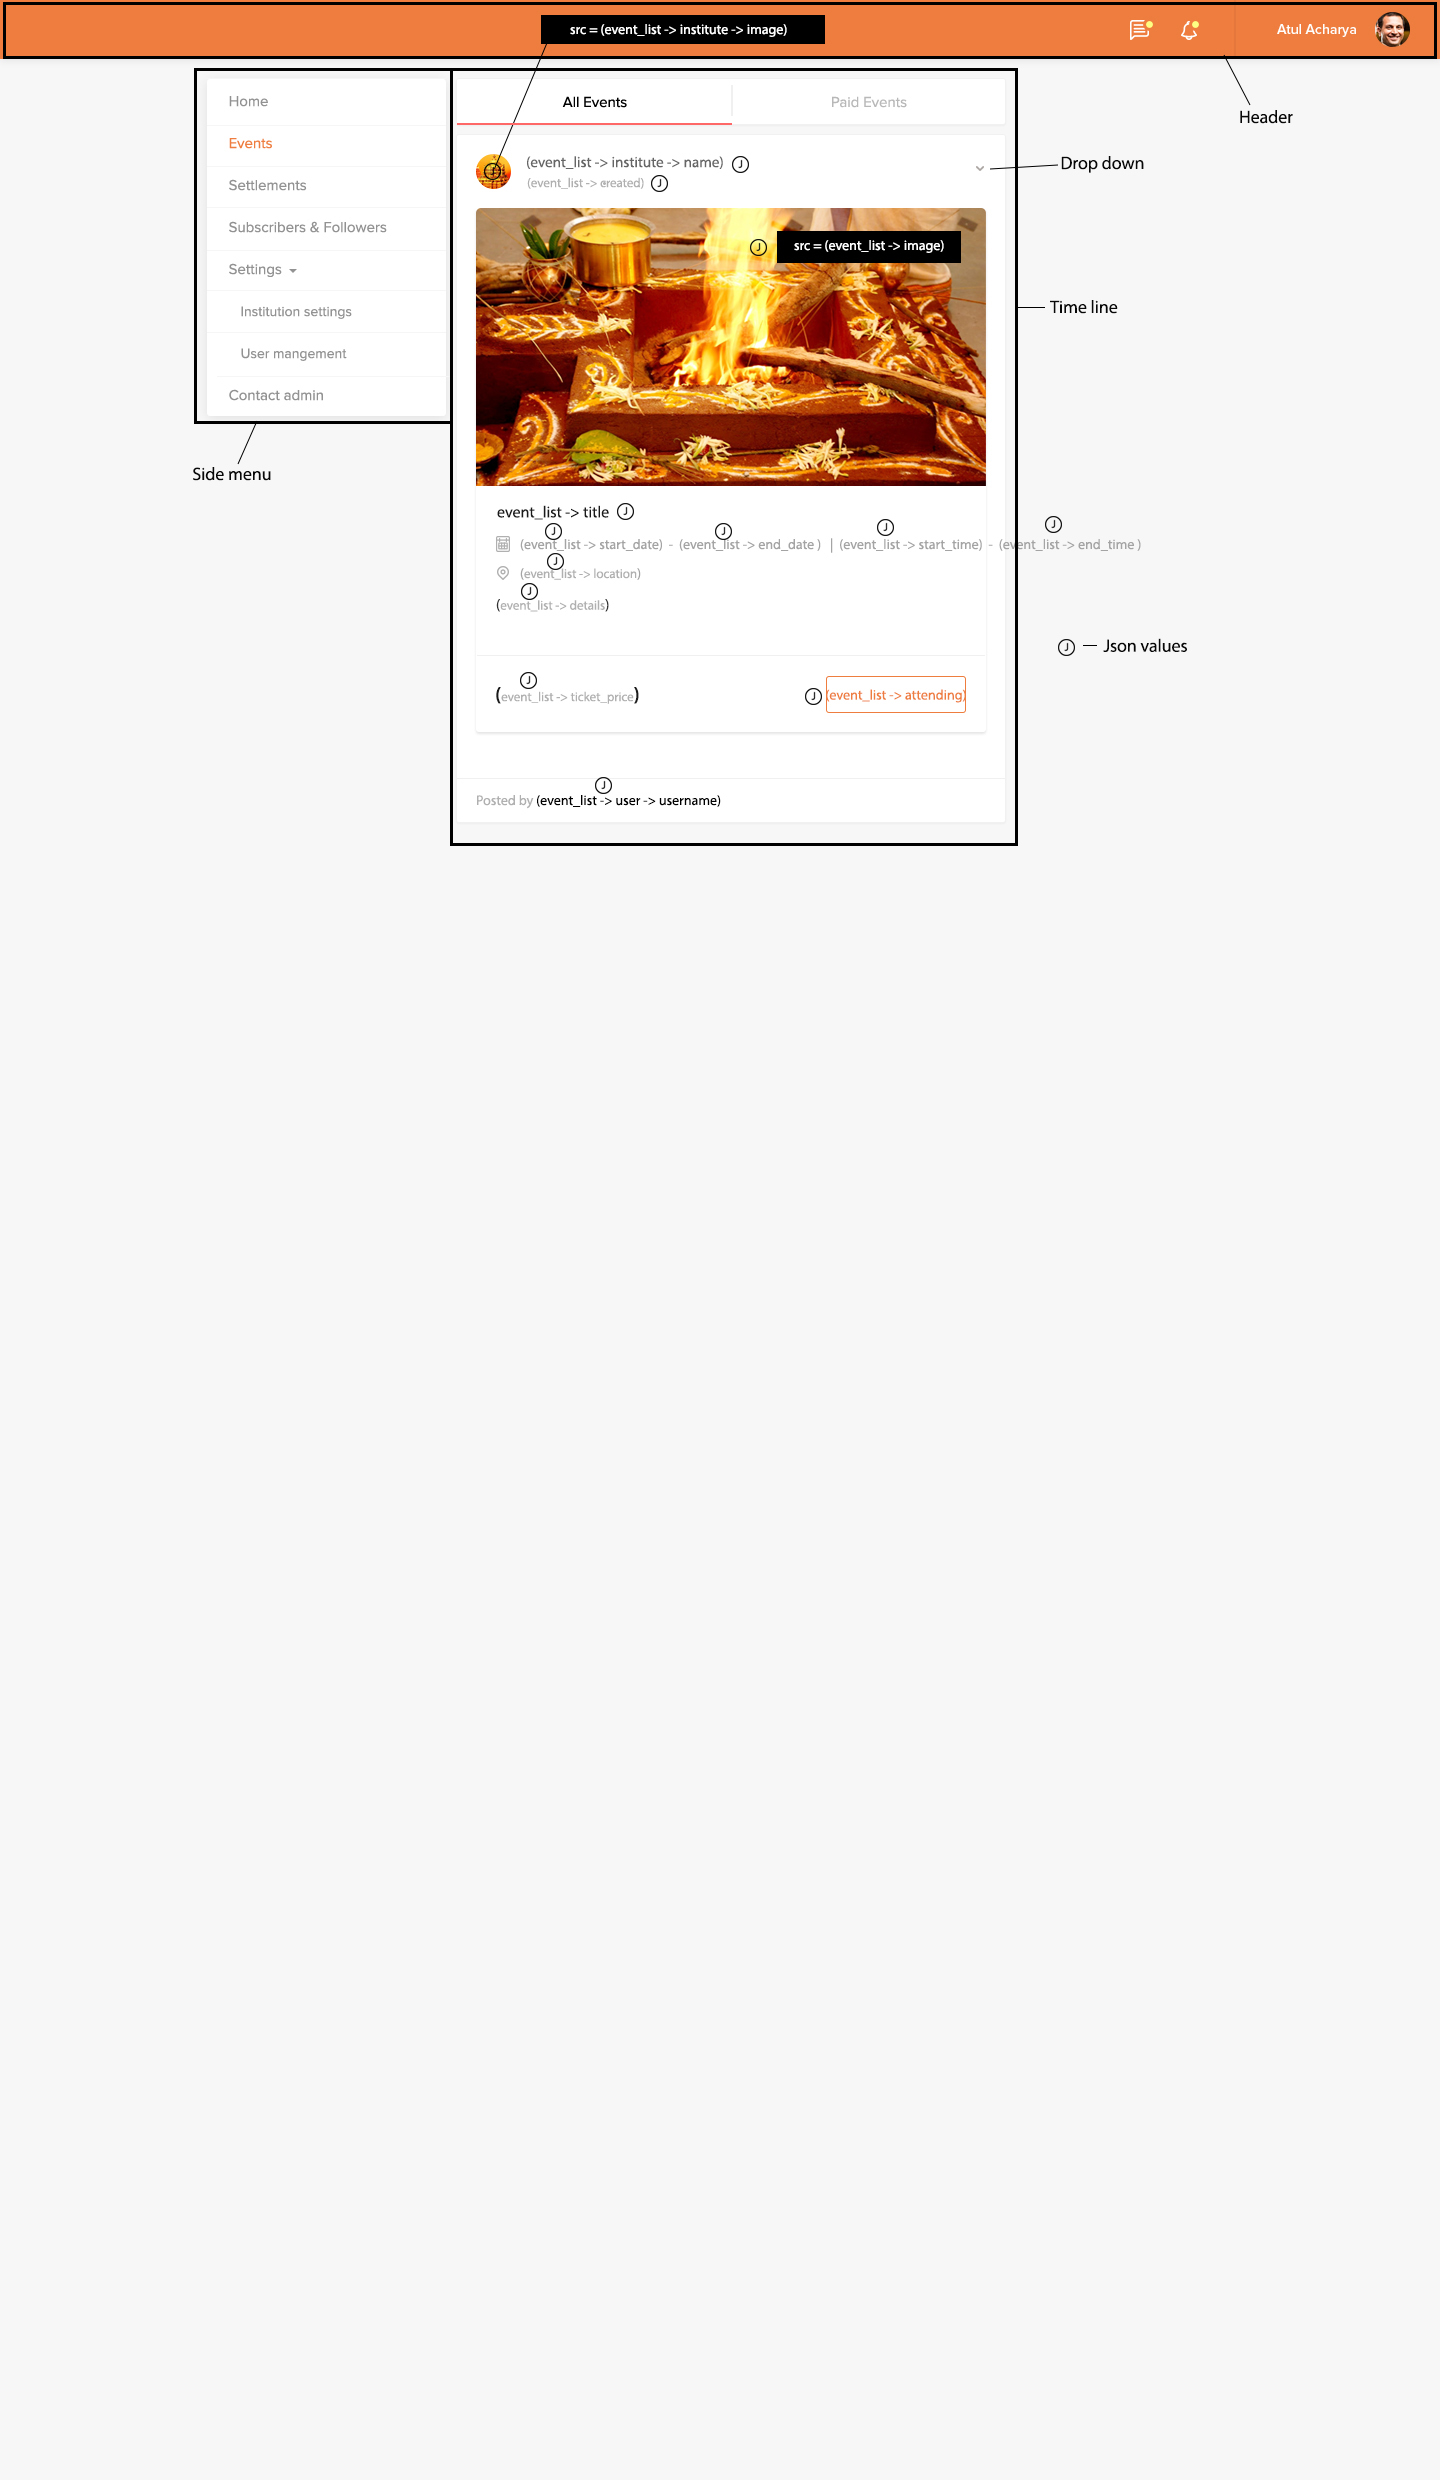 src = (event_list -> institute -> image)
Atul Acharya
Header
Home
Events
Settlements
Subscribers & Followers
Settings
Institution settings
User mangement
Contact admin
Side menu
All Events
Paid Events
(event_list -> institute -> name) J
(event_list -> created) J
J
Drop down
J src = (event_list -> image)
Time line
event_list -> title J
J J J J
(event_list -> start_date) - (event_list -> end_date ) | (event_list -> start_time) - (event_list -> end_time )
J
(event_list -> location)
J
(event_list -> details)
J — Json values
J
(event_list -> ticket_price)
J (event_list -> attending)
J
Posted by (event_list -> user -> username)